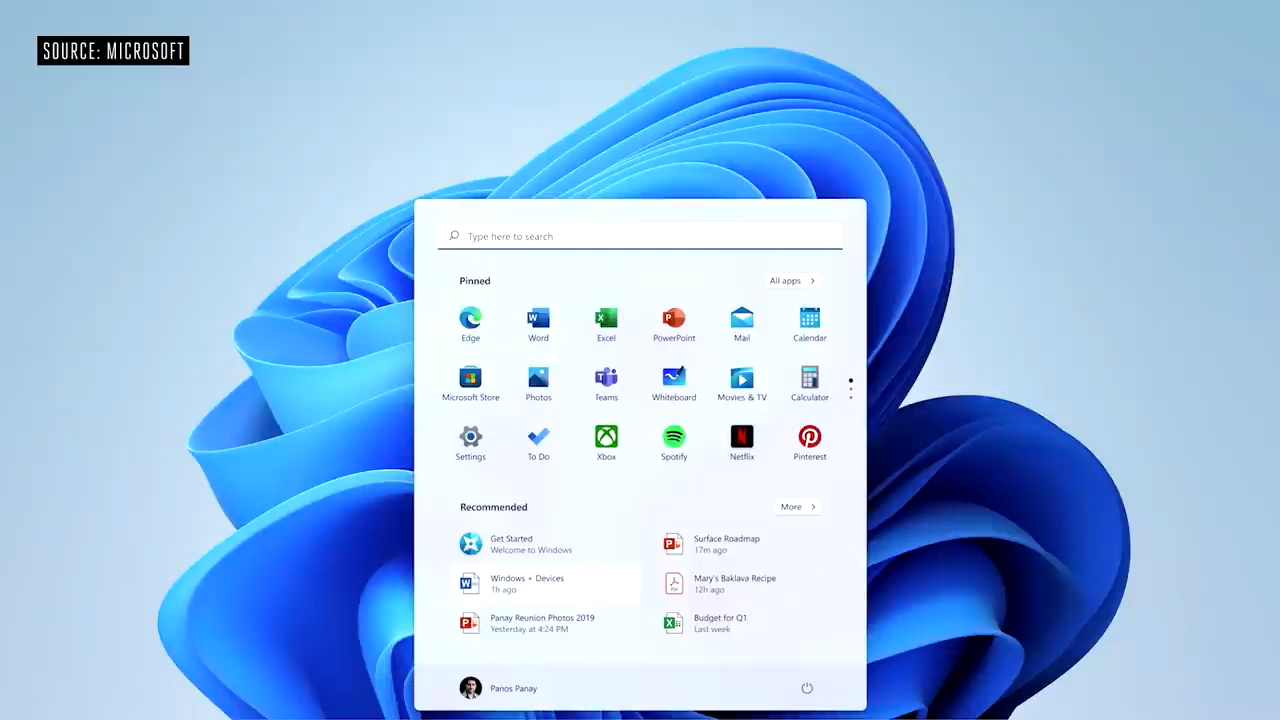 SOURCE: MICROSOFT
Type here to search
Pinned
All apps
Edge
Word
Excel
PowerPoint
Mail
Calendar
Microsoft Store
Photos
Teams
Whiteboard
Movies & TV
Calculator
Settings
To Do
Xbox
Spotify
Netflix
Pinterest
Recommended
More
Get Started
Welcome to Windows
Surface Roadmap
17m ago
Windows + Devices
1h ago
Mary's Baklava Recipe
12h ago
Panay Reunion Photos 2019
Yesterday at 4:24 PM
Budget for Q1
Last week
Panos Panay